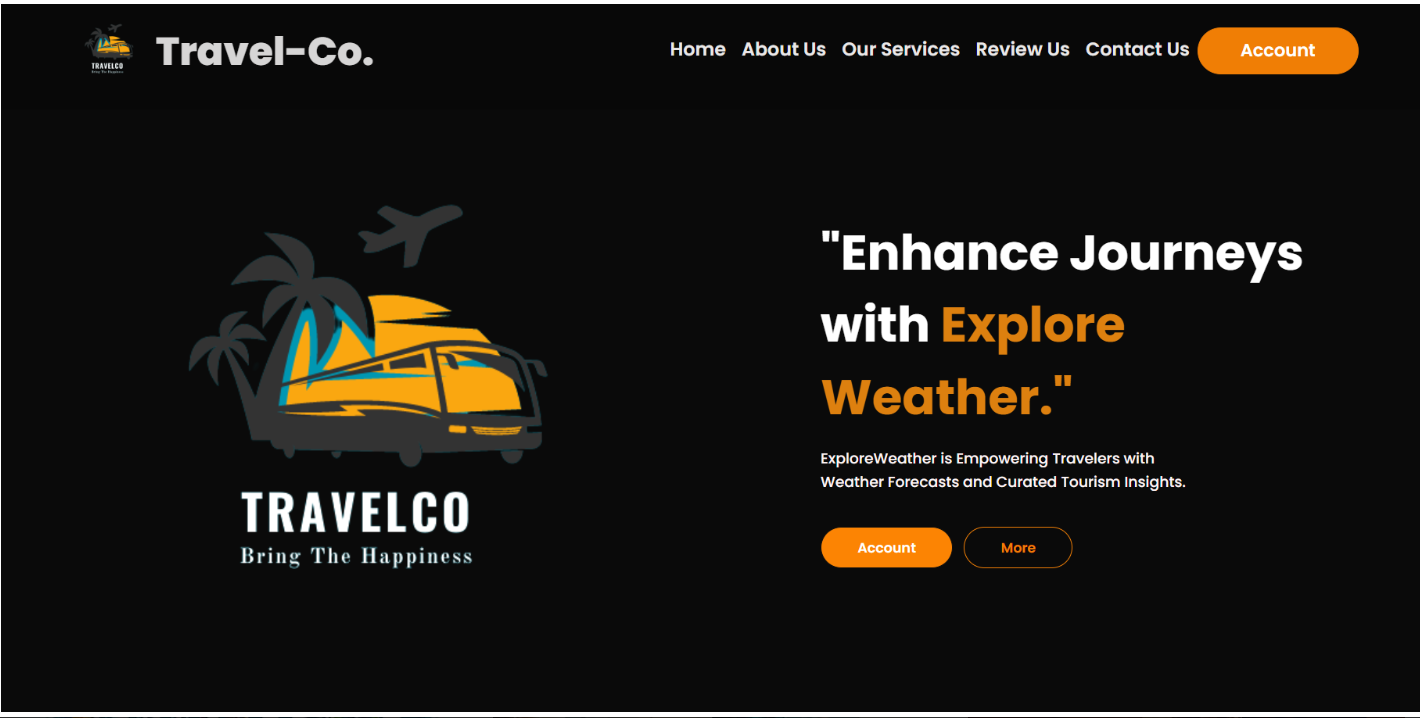 TRAVELCO
Bring The Happiness
Travel-Co.
Home About Us Our Services Review Us Contact Us Account
"Enhance Journeys
with Explore
Weather."
ExploreWeather is Empowering Travelers with
Weather Forecasts and Curated Tourism Insights.
Account More
TRAVELCO
Bring The Happiness